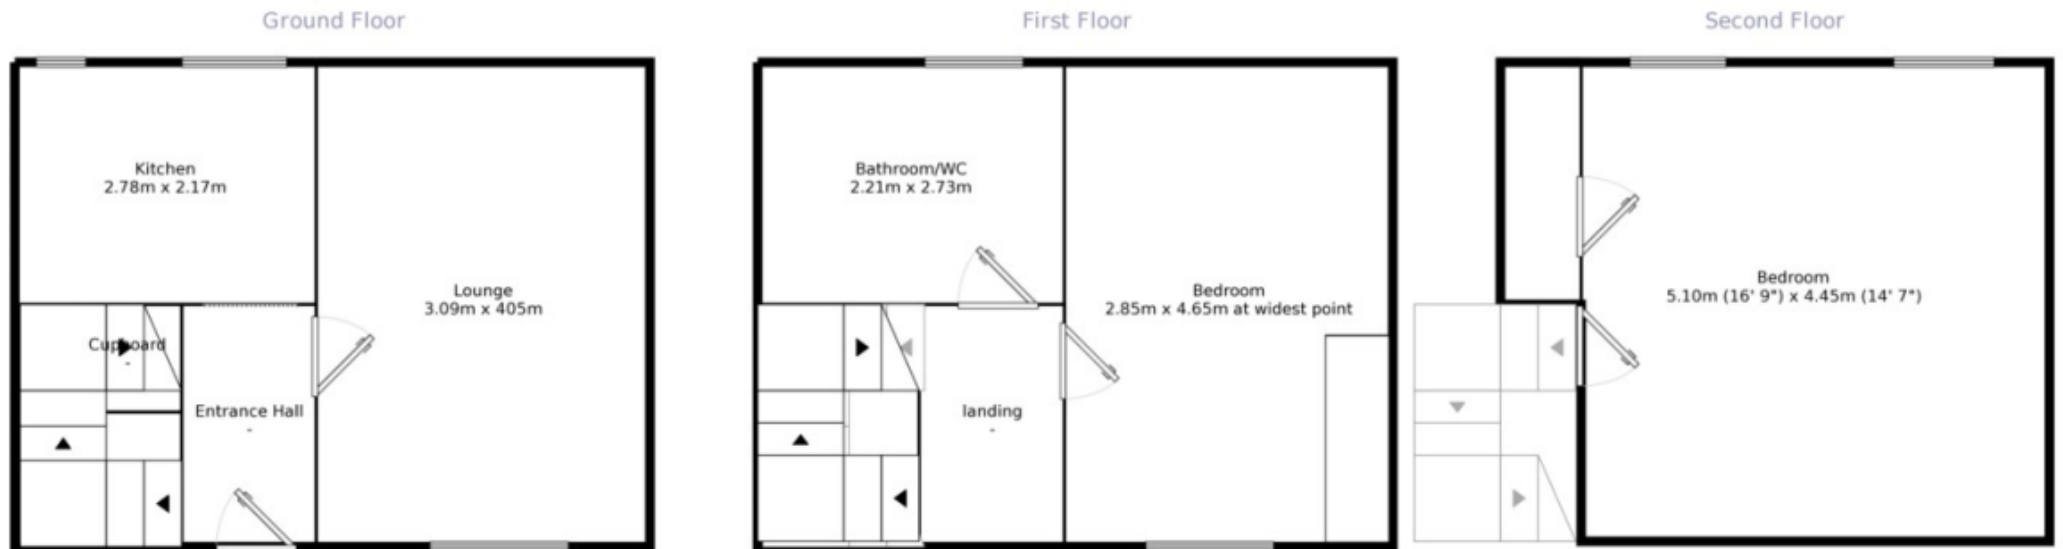 Ground Floor
First Floor
Second Floor
Kitchen
2.78m x 2.17m
Lounge
3.09m x 405m
Cupboard
-
Entrance Hall
-
Bathroom/WC
2.21m x 2.73m
Bedroom
2.85m x 4.65m at widest point
landing
-
Bedroom
5.10m (16' 9") x 4.45m (14' 7")